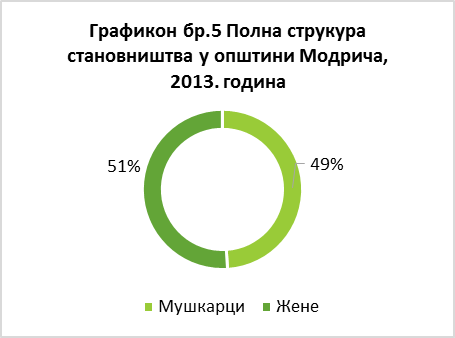 Графикон бр.5 Полна струкура
становништва у општини Модрича,
2013. година
51%
49%
Мушкарци
Жене